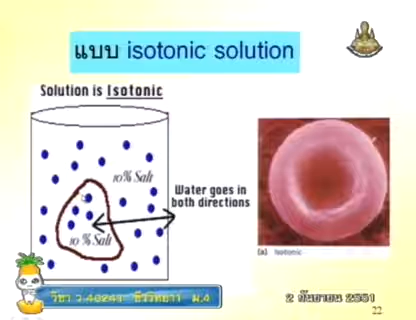 แบบ isotonic solution
Solution is Isotonic
10% Salt
Water goes in
both directions
10% Salt
(a) Isotonic
วิชา ว 40241 ชีววิทยา1 ม.4
2 กันยายน 2551
22